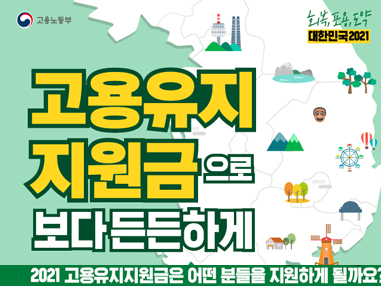 고용노동부
회복, 포용, 도약
대한민국 2021
고용유지
지원금으로
보다 든든하게
2021 고용유지지원금은 어떤 분들을 지원하게 될까요?